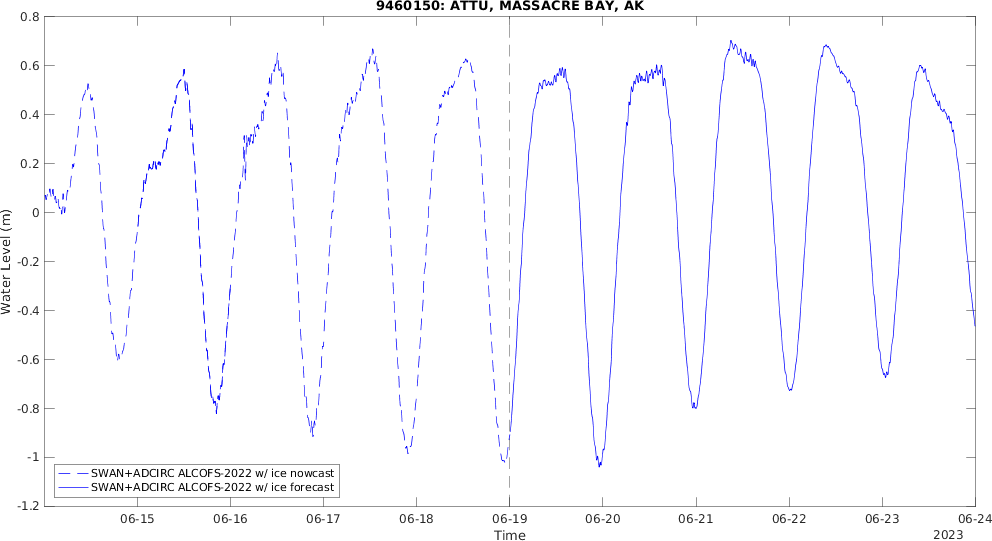 9460150: ATTU, MASSACRE BAY, AK
0.8
0.6
0.4
0.2
0
-0.2
-0.4
-0.6
-0.8
-1
-1.2
Water Level (m)
SWAN+ADCIRC ALCOFS-2022 w/ ice nowcast
SWAN+ADCIRC ALCOFS-2022 w/ ice forecast
06-15 06-16 06-17 06-18 06-19 06-20 06-21 06-22 06-23 06-24
Time
2023